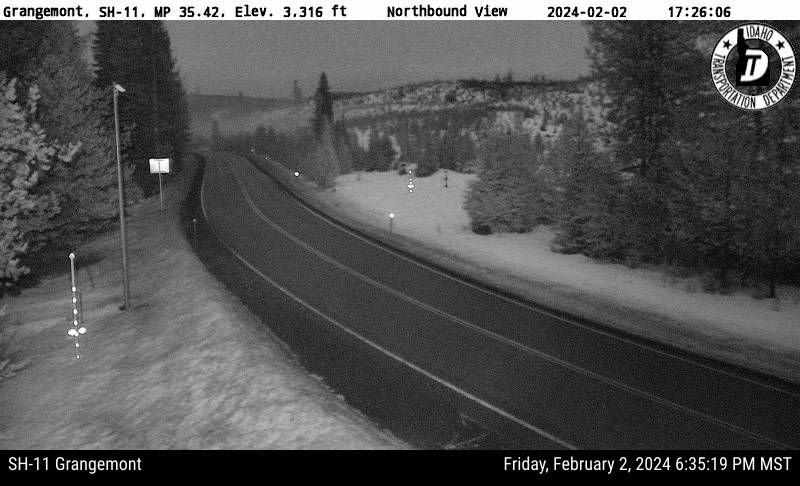 Grangemont, SH-11, MP 35.42, Elev. 3,316 ft Northbound View 2024-02-02 17:26:06
IDAHO
TRANSPORTATION DEPARTMENT
SH-11 Grangemont Friday, February 2, 2024 6:35:19 PM MST